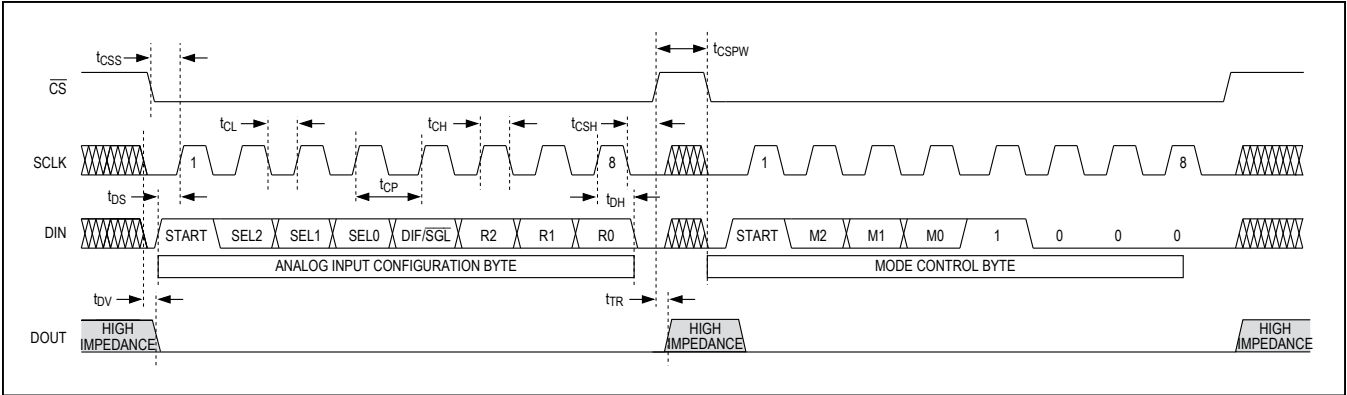 tCSS
tCSPW
CS
tCL
tCH
tCSH
SCLK
1
8
1
8
tCP
tDS
tDH
DIN
START SEL2 SEL1 SEL0 DIF/SGL R2 R1 R0
START M2 M1 M0 1 0 0 0
ANALOG INPUT CONFIGURATION BYTE
MODE CONTROL BYTE
tDV
tTR
DOUT
HIGH
IMPEDANCE
HIGH
IMPEDANCE
HIGH
IMPEDANCE